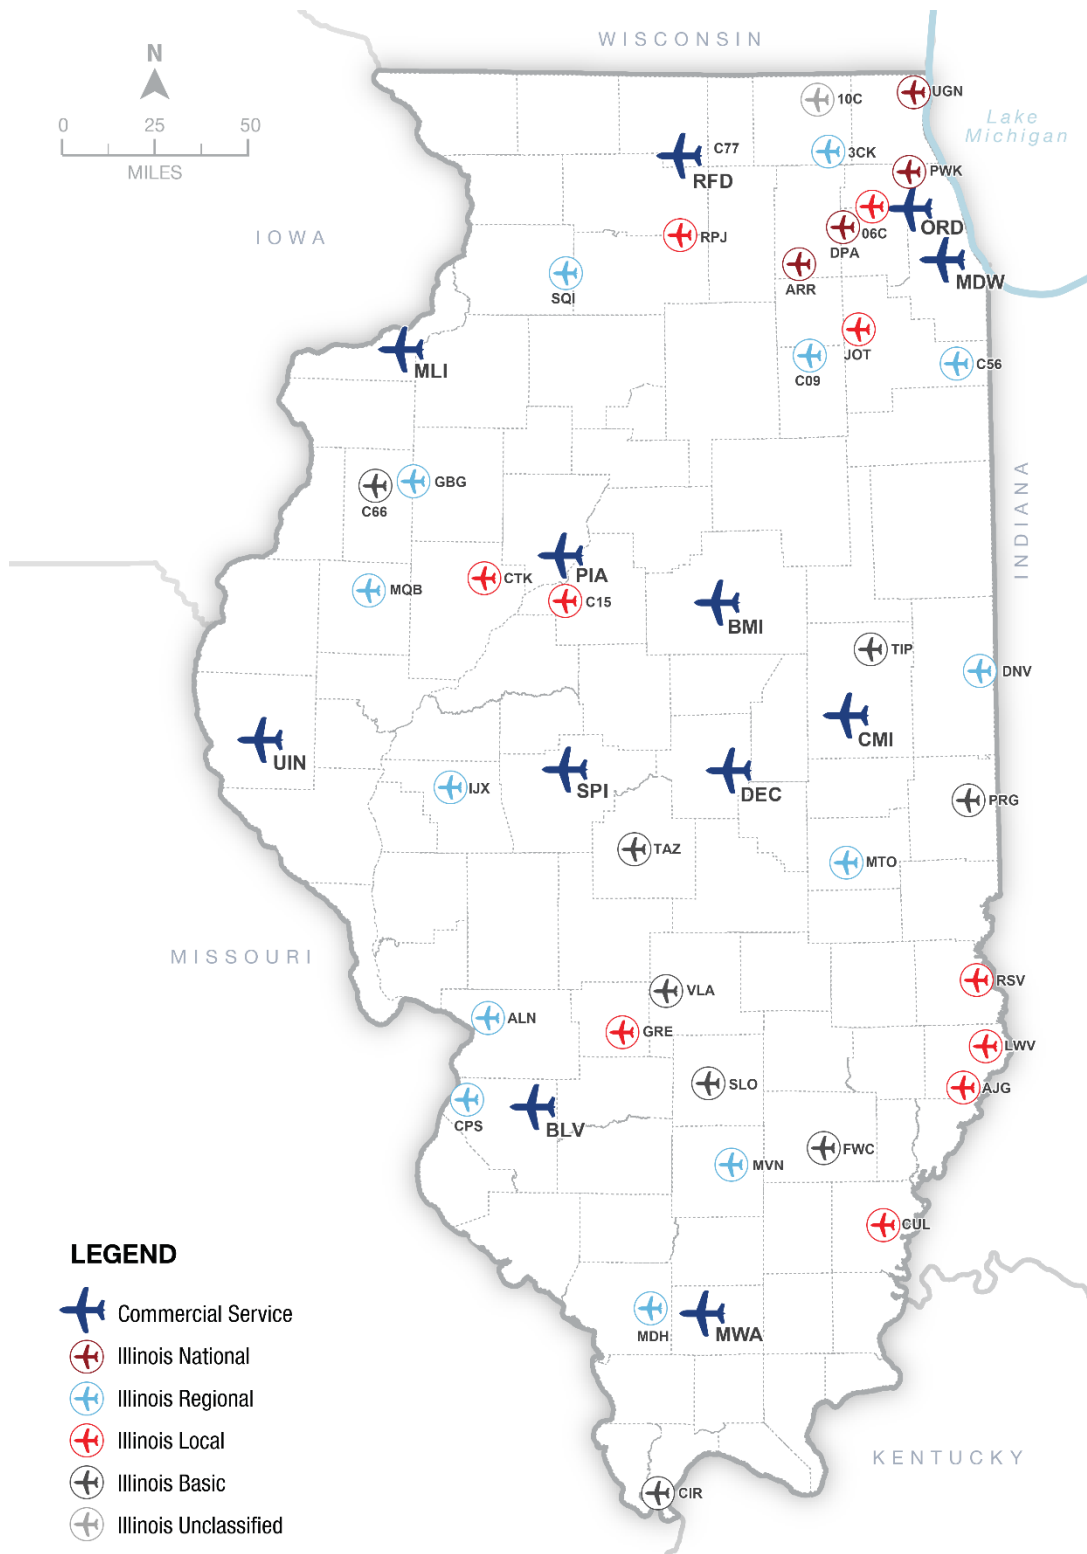 WISCONSIN
N
0 25 50
MILES
UGN
10C
Lake
Michigan
C77
3CK
PWK
RFD
ORD
06C
RPJ
IOWA
DPA
MDW
ARR
SQI
JOT
MLI
C09
C56
GBG
C66
INDIANA
PIA
CTK
MQB
C15
BMI
TIP
DNV
CMI
UIN
SPI
DEC
IJX
PRG
TAZ
MTO
MISSOURI
VLA
RSV
ALN
GRE
LWV
SLO
AJG
CPS
BLV
FWC
MVN
CUL
LEGEND
Commercial Service
MDH
MWA
Illinois National
Illinois Regional
Illinois Local
KENTUCKY
Illinois Basic
CIR
Illinois Unclassified